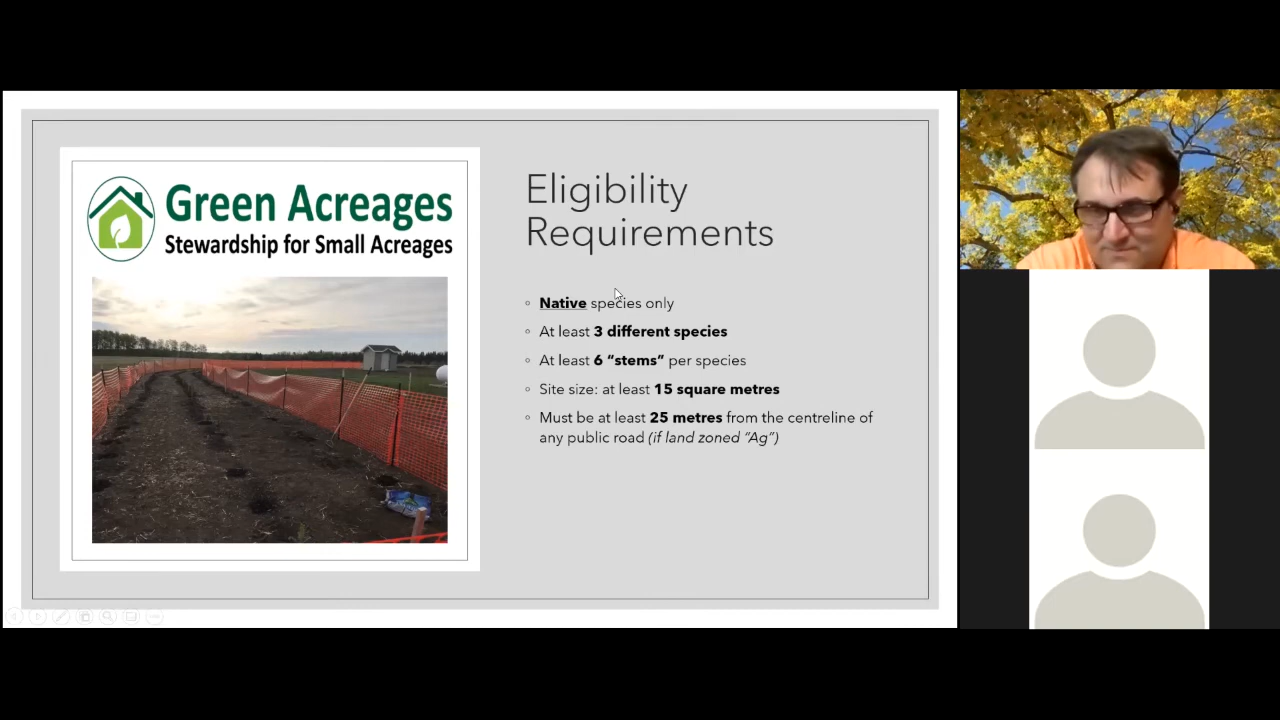 Green Acreages
Stewardship for Small Acreages
Eligibility
Requirements
Native species only
At least 3 different species
At least 6 “stems” per species
Site size: at least 15 square metres
Must be at least 25 metres from the centreline of
any public road (if land zoned “Ag”)